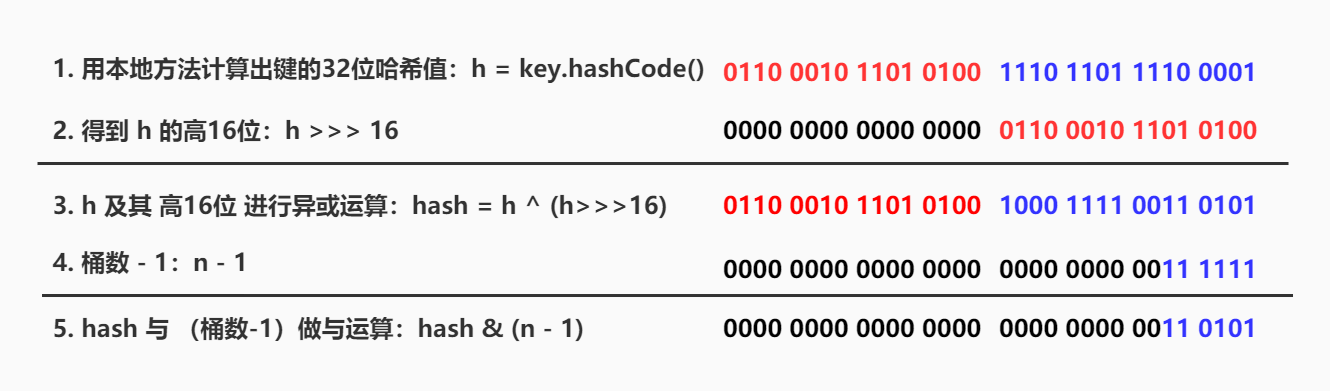 1. 用本地方法计算出键的32位哈希值：h = key.hashCode() 0110 0010 1101 0100 1110 1101 1110 0001
2. 得到 h 的高16位：h >>> 16 0000 0000 0000 0000 0110 0010 1101 0100
3. h 及其 高16位 进行异或运算：hash = h ^ (h>>>16) 0110 0010 1101 0100 1000 1111 0011 0101
4. 桶数 - 1：n - 1 0000 0000 0000 0000 0000 0000 0011 1111
5. hash 与 （桶数-1）做与运算：hash & (n - 1) 0000 0000 0000 0000 0000 0000 0011 0101